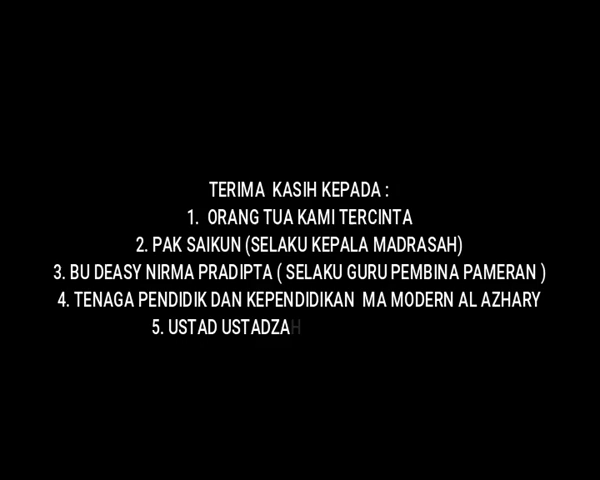 TERIMA KASIH KEPADA :
1. ORANG TUA KAMI TERCINTA
2. PAK SAIKUN (SELAKU KEPALA MADRASAH)
3. BU DEASY NIRMA PRADIPTA ( SELAKU GURU PEMBINA PAMERAN )
4. TENAGA PENDIDIK DAN KEPENDIDIKAN MA MODERN AL AZHARY
5. USTAD USTADZAH